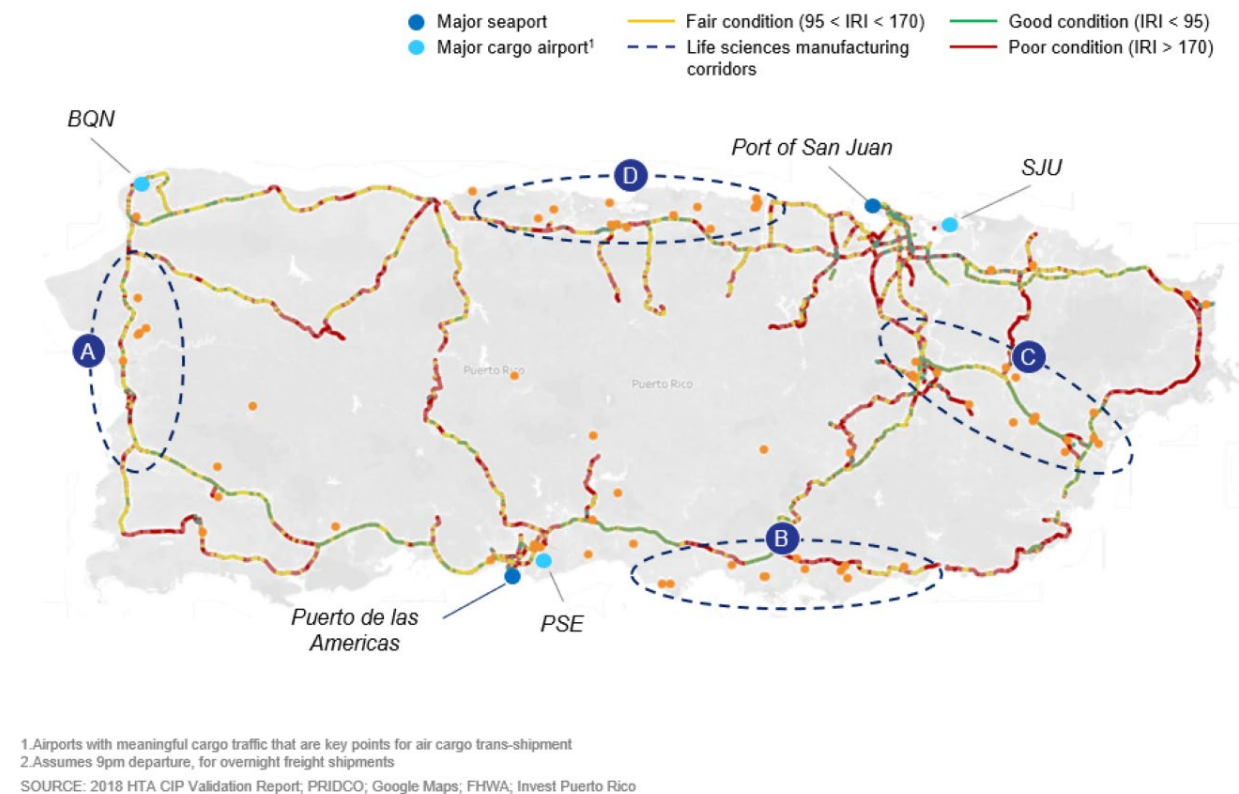 Major seaport
Fair condition (95 < IRI < 170)
Good condition (IRI < 95)
Major cargo airport1
Life sciences manufacturing
corridors
Poor condition (IRI > 170)
BQN
D
Port of San Juan
SJU
A
C
Puerto Rico
Puerto Rico
B
Puerto de las
Americas
PSE
1.Airports with meaningful cargo traffic that are key points for air cargo trans-shipment
2.Assumes 9pm departure, for overnight freight shipments
SOURCE: 2018 HTA CIP Validation Report; PRIDCO; Google Maps; FHWA; Invest Puerto Rico